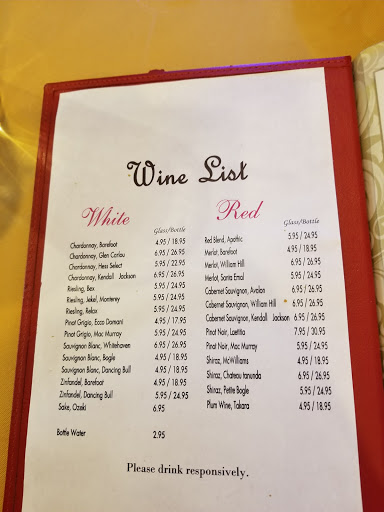 Wine List
White
Glass/Bottle
Chardonnay, Barefoot 4.95 / 18.95
Chardonnay, Glen Carlou 6.95 / 26.95
Chardonnay, Hess Select 5.95 / 22.95
Chardonnay, Kendall Jackson 6.95 / 26.95
Riesling, Bex 5.95 / 24.95
Riesling, Jekel, Monterey 5.95 / 24.95
Riesling, Relax 5.95 / 24.95
Pinot Grigio, Ecco Domani 4.95 / 17.95
Pinot Grigio, Mac Murray 5.95 / 24.95
Sauvignon Blanc, Whitehaven 6.95 / 26.95
Sauvignon Blanc, Bogle 4.95 / 18.95
Sauvignon Blanc, Dancing Bull 4.95 / 18.95
Zinfandel, Barefoot 4.95 / 18.95
Zinfandel, Dancing Bull 5.95 / 24.95
Sake, Ozeki 6.95
Bottle Water 2.95
Red
Glass/Bottle
Red Blend, Apothic 5.95 / 24.95
Merlot, Barefoot 4.95 / 18.95
Merlot, William Hill 6.95 / 26.95
Merlot, Santa Ema 5.95 / 24.95
Cabernet Sauvignon, Avalon 6.95 / 26.95
Cabernet Sauvignon, William Hill 6.95 / 26.95
Cabernet Sauvignon, Kendall Jackson 6.95 / 26.95
Pinot Noir, Laetitia 7.95 / 30.95
Pinot Noir, Mac Murray 5.95 / 24.95
Shiraz, McWilliams 4.95 / 18.95
Shiraz, Chateau tanunda 6.95 / 26.95
Shiraz, Petite Bogle 5.95 / 24.95
Plum Wine, Takara 4.95 / 18.95
Please drink responsively.